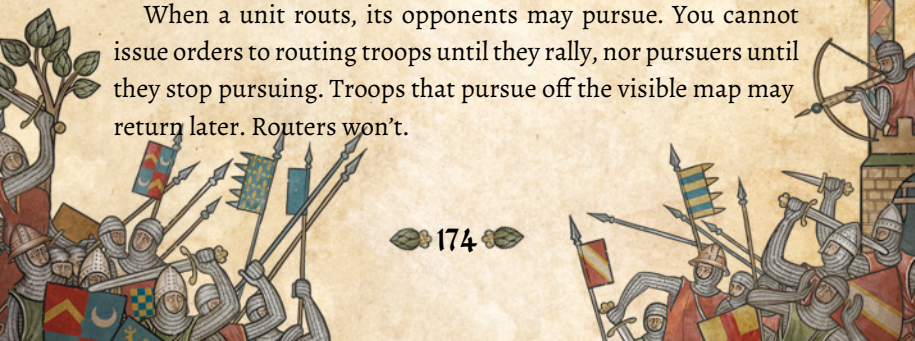 When a unit routs, its opponents may pursue. You cannot
issue orders to routing troops until they rally, nor pursuers until
they stop pursuing. Troops that pursue off the visible map may
return later. Routers won’t.
174